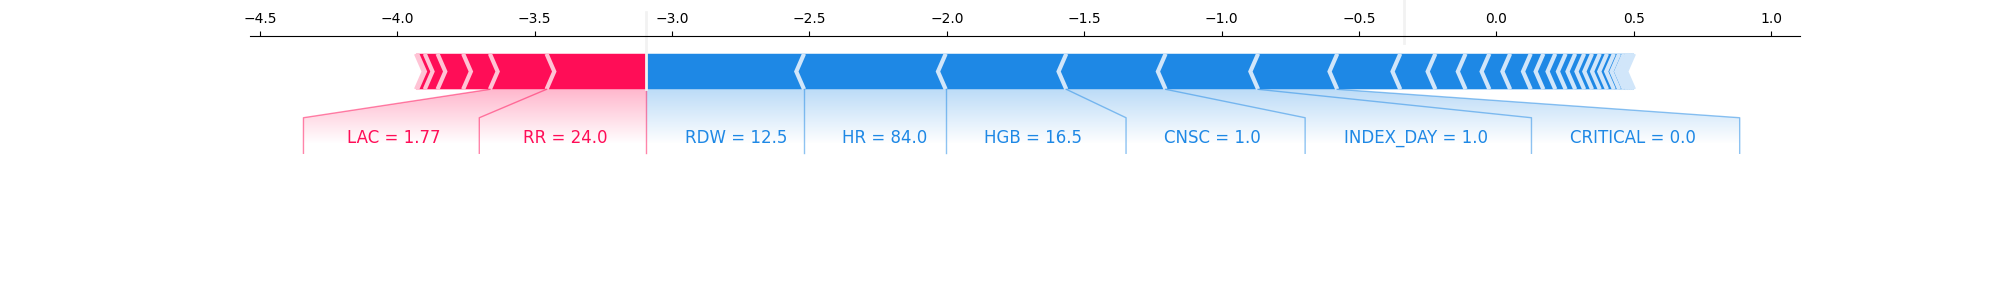 −4.5 −4.0 −3.5 −3.0 −2.5 −2.0 −1.5 −1.0 −0.5 0.0 0.5 1.0
LAC = 1.77 RR = 24.0 RDW = 12.5 HR = 84.0 HGB = 16.5 CNSC = 1.0 INDEX_DAY = 1.0 CRITICAL = 0.0